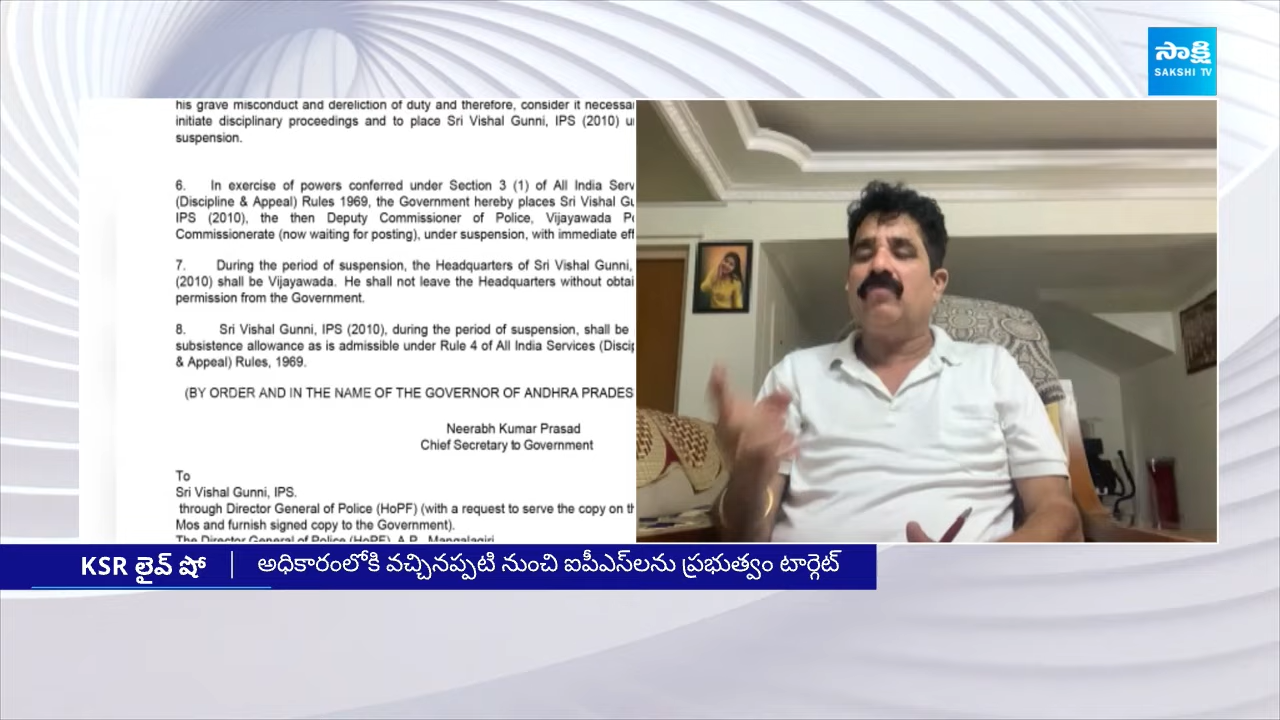 సాక్షి
SAKSHI TV
his grave misconduct and dereliction of duty and therefore, consider it
initiate disciplinary proceedings and to place Sri Vishal Gunni, IPS (2010)
suspension.
6. In exercise of powers conferred under Section 3 (1) of All India
(Discipline & Appeal) Rules 1969, the Government hereby places Sri Vishal
IPS (2010), the then Deputy Commissioner of Police, Vijayawada
Commissionerate (now waiting for posting), under suspension, with immediate
7. During the period of suspension, the Headquarters of Sri Vishal Gunni,
(2010) shall be Vijayawada. He shall not leave the Headquarters without
permission from the Government.
8. Sri Vishal Gunni, IPS (2010), during the period of suspension, shall be
subsistence allowance as is admissible under Rule 4 of All India Services
& Appeal) Rules, 1969.
(BY ORDER AND IN THE NAME OF THE GOVERNOR OF ANDHRA
Neerabh Kumar Prasad
Chief Secretary to Government
To
Sri Vishal Gunni, IPS.
through Director General of Police (HoPF) (with a request to serve the copy on
Mos and furnish signed copy to the Government).
The Director General of Police (HoPF), A.P., Mangalagiri
KSR లైవ్ షో | అధికారంలోకి వచ్చినప్పటి నుంచి ఐపీఎస్‌లను ప్రభుత్వం టార్గెట్